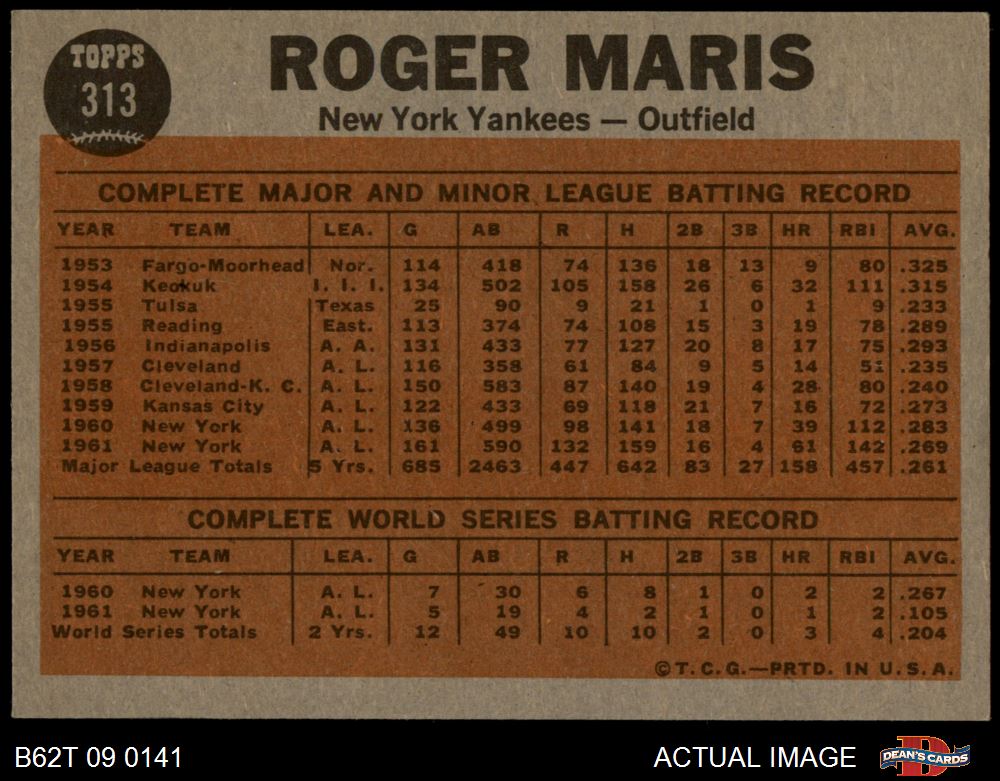 TOPPS
313
ROGER MARIS
New York Yankees — Outfield
COMPLETE MAJOR AND MINOR LEAGUE BATTING RECORD
YEAR TEAM LEA. G AB R H 2B 3B HR RBI AVG.
1953 Fargo-Moorhead Nor. 114 418 74 136 18 13 9 80 .325
1954 Keokuk I. I. I. 134 502 105 158 26 6 32 111 .315
1955 Tulsa Texas 25 90 9 21 1 0 1 9 .233
1955 Reading East. 113 374 74 108 15 3 19 78 .289
1956 Indianapolis A. A. 131 433 77 127 20 8 17 75 .293
1957 Cleveland A. L. 116 358 61 84 9 5 14 51 .235
1958 Cleveland-K. C. A. L. 150 583 87 140 19 4 28 80 .240
1959 Kansas City A. L. 122 433 69 118 21 7 16 72 .273
1960 New York A. L. 136 499 98 141 18 7 39 112 .283
1961 New York A. L. 161 590 132 159 16 4 61 142 .269
Major League Totals 5 Yrs. 685 2463 447 642 83 27 158 457 .261
COMPLETE WORLD SERIES BATTING RECORD
YEAR TEAM LEA. G AB R H 2B 3B HR RBI AVG.
1960 New York A. L. 7 30 6 8 1 0 2 2 .267
1961 New York A. L. 5 19 4 2 1 0 1 2 .105
World Series Totals 2 Yrs. 12 49 10 10 2 0 3 4 .204
© T. C. G.—PRTD. IN U. S. A.
B62T 09 0141 ACTUAL IMAGE DEAN'S CARDS